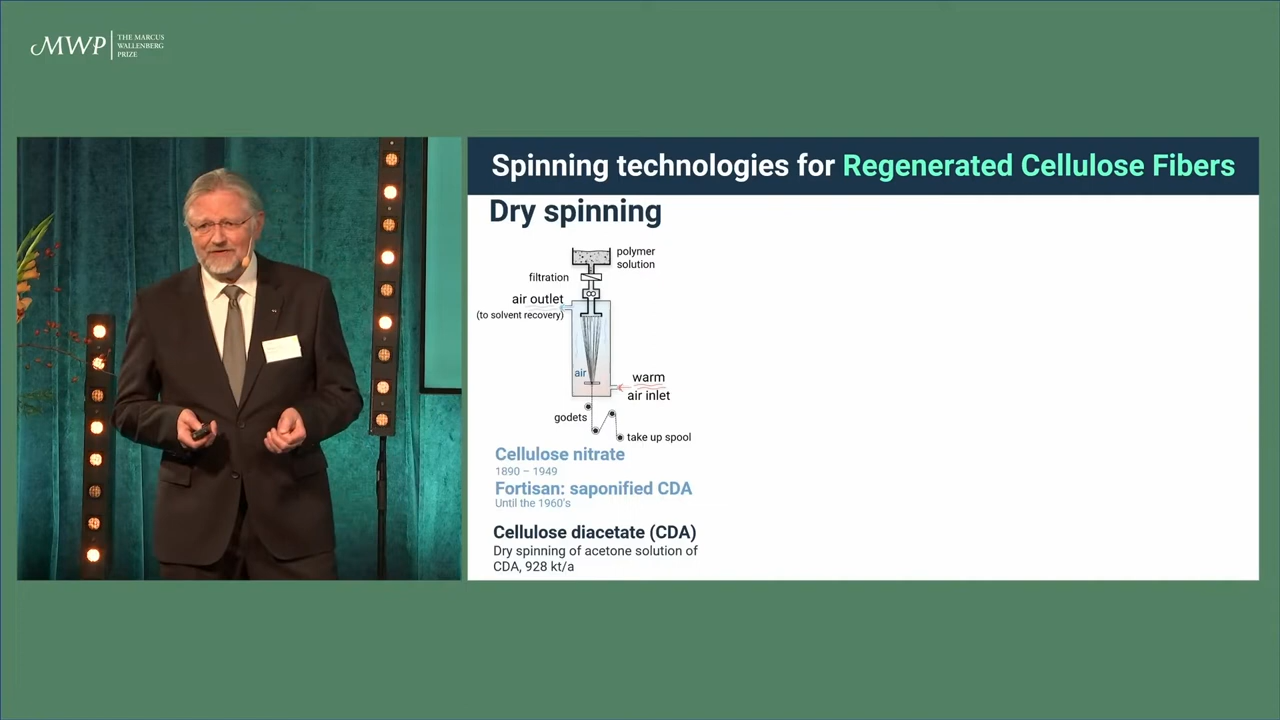 MWP
THE MARCUS
WALLENBERG
PRIZE
Spinning technologies for Regenerated Cellulose Fibers
Dry spinning
polymer
solution
filtration
air outlet
(to solvent recovery)
air
warm
air inlet
godets
take up spool
Cellulose nitrate
1890 – 1949
Fortisan: saponified CDA
Until the 1960's
Cellulose diacetate (CDA)
Dry spinning of acetone solution of
CDA, 928 kt/a